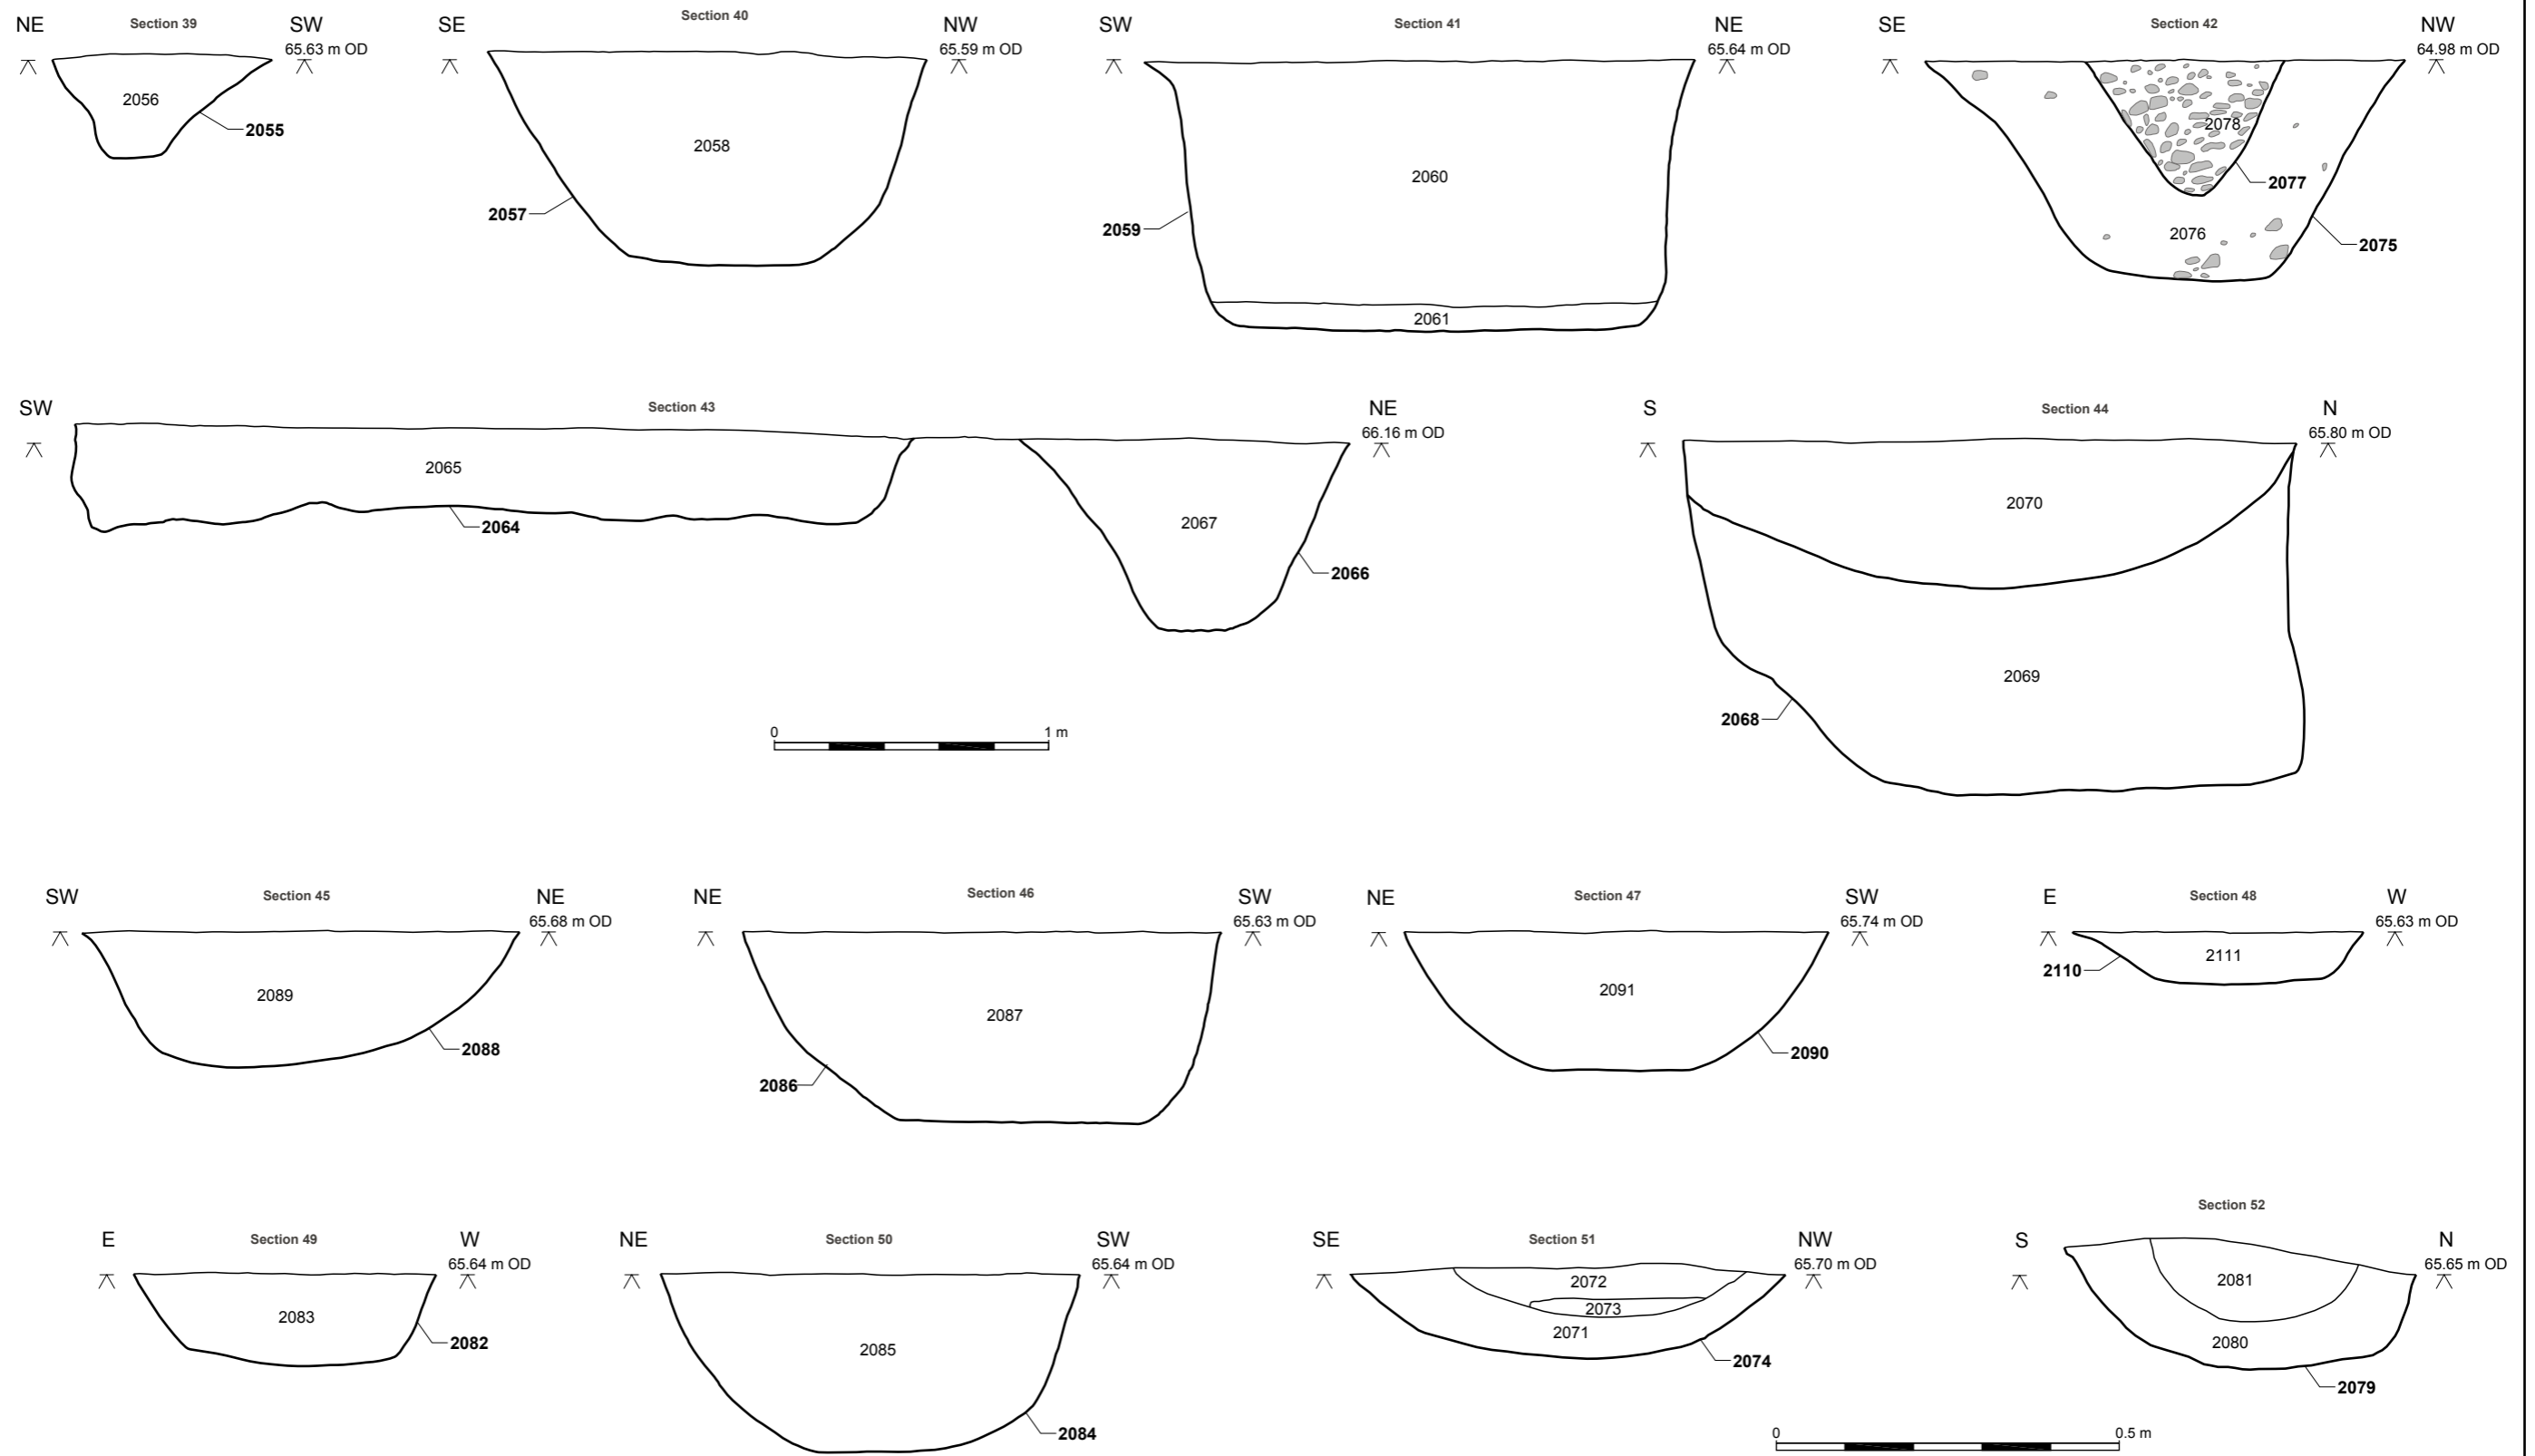 NE Section 39 SW
65.63 m OD
2056
2055
SE Section 40 NW
65.59 m OD
2058
2057
SW Section 41 NE
65.64 m OD
2060
2059
2061
SE Section 42 NW
64.98 m OD
2078
2077
2076
2075
SW Section 43 NE
66.16 m OD
2065
2064
2067
2066
S Section 44 N
65.80 m OD
2070
2069
2068
0 1 m
SW Section 45 NE
65.68 m OD
2089
2088
NE Section 46 SW
65.63 m OD
2087
2086
NE Section 47 SW
65.74 m OD
2091
2090
E Section 48 W
65.63 m OD
2111
2110
E Section 49 W
65.64 m OD
2083
2082
NE Section 50 SW
65.64 m OD
2085
2084
SE Section 51 NW
65.70 m OD
2072
2073
2071
2074
Section 52
S N
65.65 m OD
2081
2080
2079
0 0.5 m